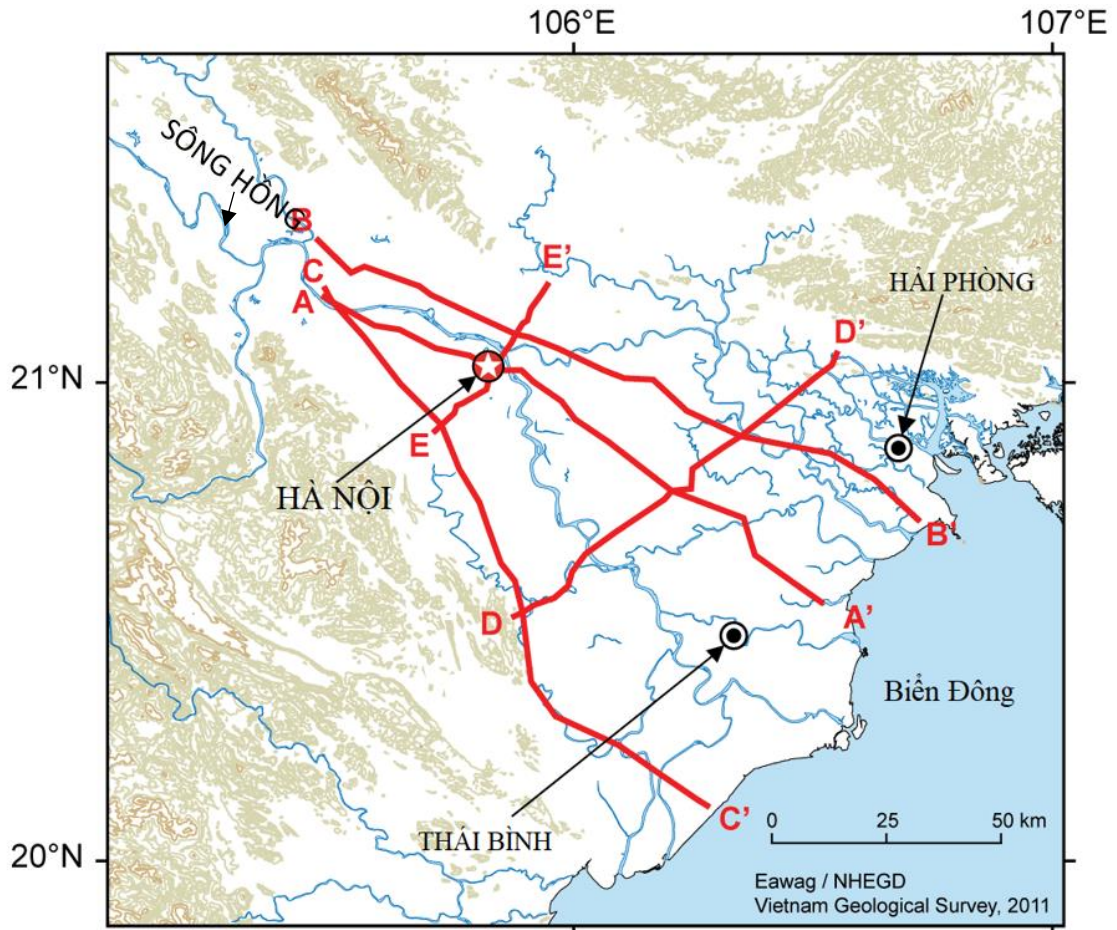 106°E
107°E
SÔNG HỒNG
B
E'
C
HẢI PHÒNG
A
D'
21°N
E
HÀ NỘI
B'
D
A'
Biển Đông
C'
THÁI BÌNH
0 25 50 km
20°N
Eawag / NHEGD
Vietnam Geological Survey, 2011